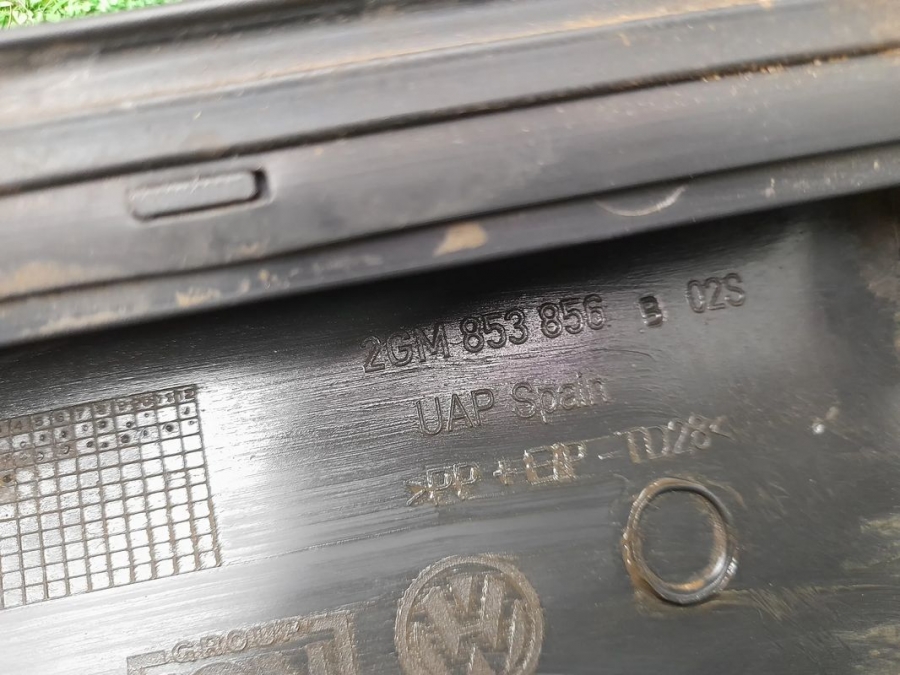 2GM 853 856 B 02S
UAP Spain
>PP+EP-TD28<
GROUP